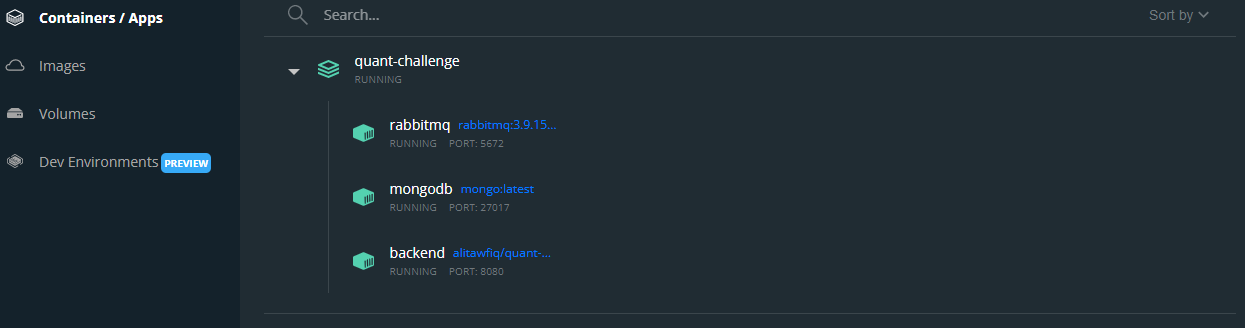 Containers / Apps
Images
Volumes
Dev Environments PREVIEW
Search...
Sort by
quant-challenge
RUNNING
rabbitmq rabbitmq:3.9.15...
RUNNING PORT: 5672
mongodb mongo:latest
RUNNING PORT: 27017
backend alitawfiq/quant-...
RUNNING PORT: 8080